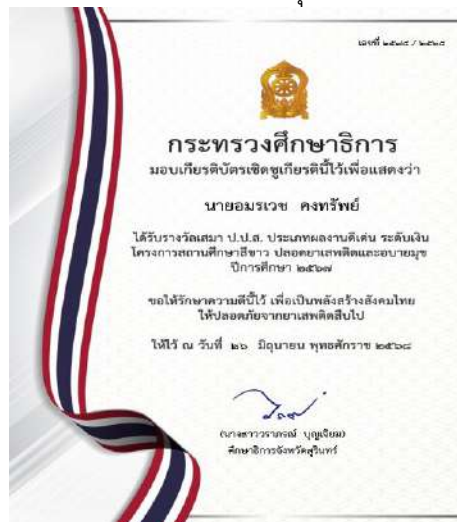 เลขที่ / ๒๕๖๘
กระทรวงศึกษาธิการ
มอบเกียรติบัตรเชิดชูเกียรตินี้ไว้เพื่อแสดงว่า
นายอมรเวช คงทรัพย์
ได้รับรางวัลเสมา ป.ป.ส. ประเภทผลงานดีเด่น ระดับเงิน
โครงการสถานศึกษาสีขาว ปลอดยาเสพติดและอบายมุข
ปีการศึกษา ๒๕๖๗
ขอให้รักษาความดีนี้ไว้ เพื่อเป็นพลังสร้างสังคมไทย
ให้ปลอดภัยจากยาเสพติดสืบไป
ให้ไว้ ณ วันที่ ๒๖ มิถุนายน พุทธศักราช ๒๕๖๘
(นางสาววราภรณ์ บุญเจียม)
ศึกษาธิการจังหวัดสุรินทร์